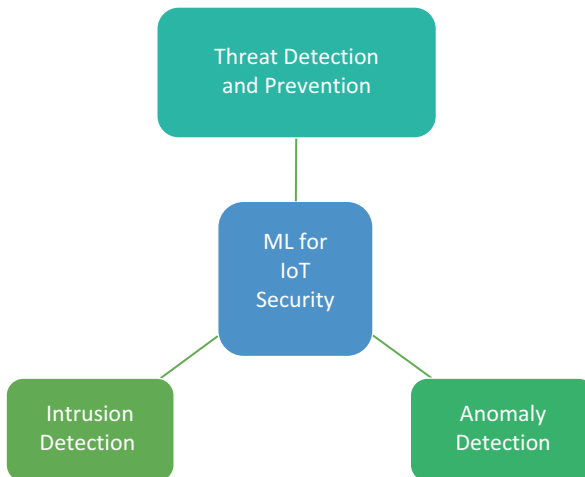 Threat Detection
and Prevention
ML for
IoT
Security
Intrusion
Detection
Anomaly
Detection